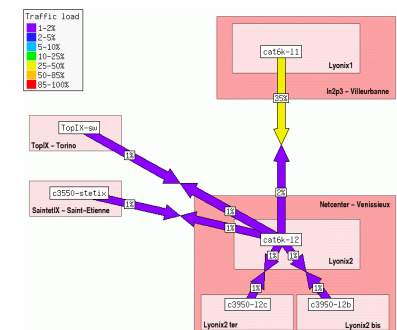 Traffic load
1-2%
2-5%
5-10%
10-25%
25-50%
50-85%
85-100%
cat6k-l1
Lyonix1
In2p3 - Villeurbanne
35%
TopIX-sw
TopIX - Torino
1%
2%
c3550-stetix
SaintetIX - Saint-Etienne
1%
1%
1%
Netcenter - Venissieux
cat6k-l2
1%
1%
Lyonix2
1%
1%
c3950-l2c
c3950-l2b
Lyonix2 ter
Lyonix2 bis